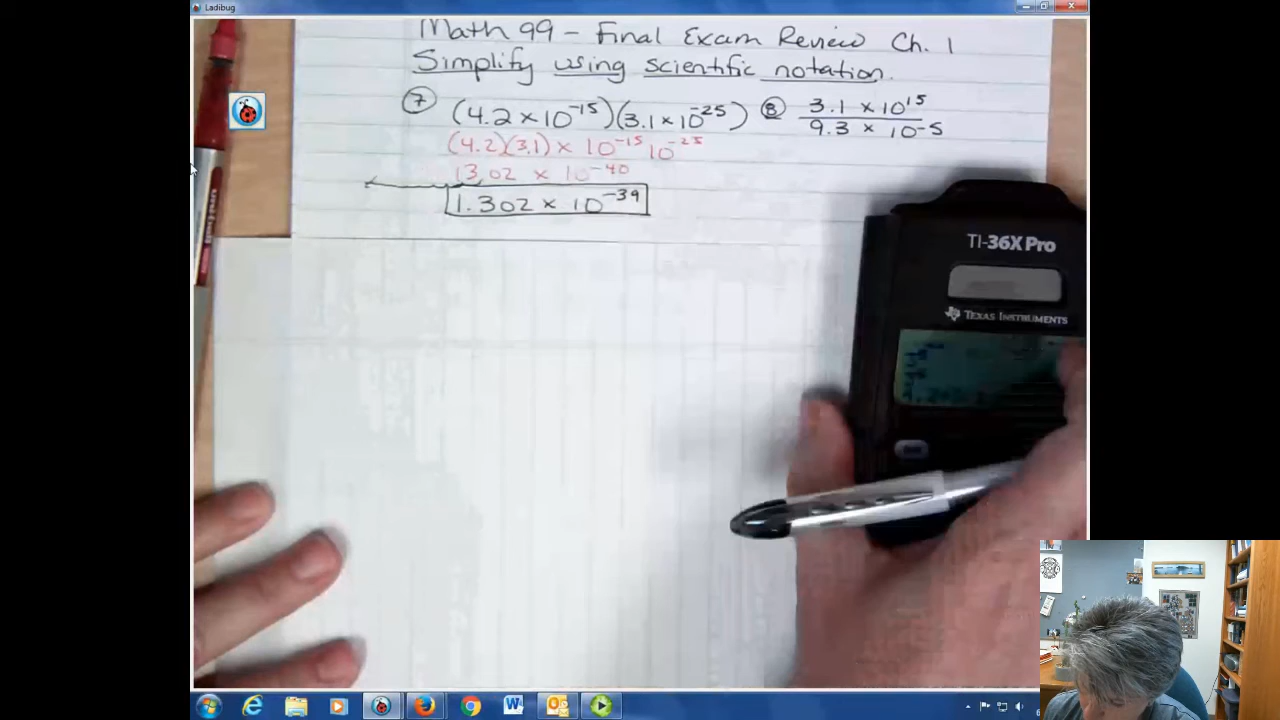 Ladibug
Math 99 – Final Exam Review Ch. 1
Simplify using scientific notation.
⑦ (4.2 × 10⁻¹⁵)(3.1 × 10⁻²⁵)
(4.2)(3.1) × 10⁻¹⁵ 10⁻²⁵
13.02 × 10⁻⁴⁰
1.302 × 10⁻³⁹
⑧ 3.1 × 10¹⁵
9.3 × 10⁻⁵
TI-36X Pro
TEXAS INSTRUMENTS